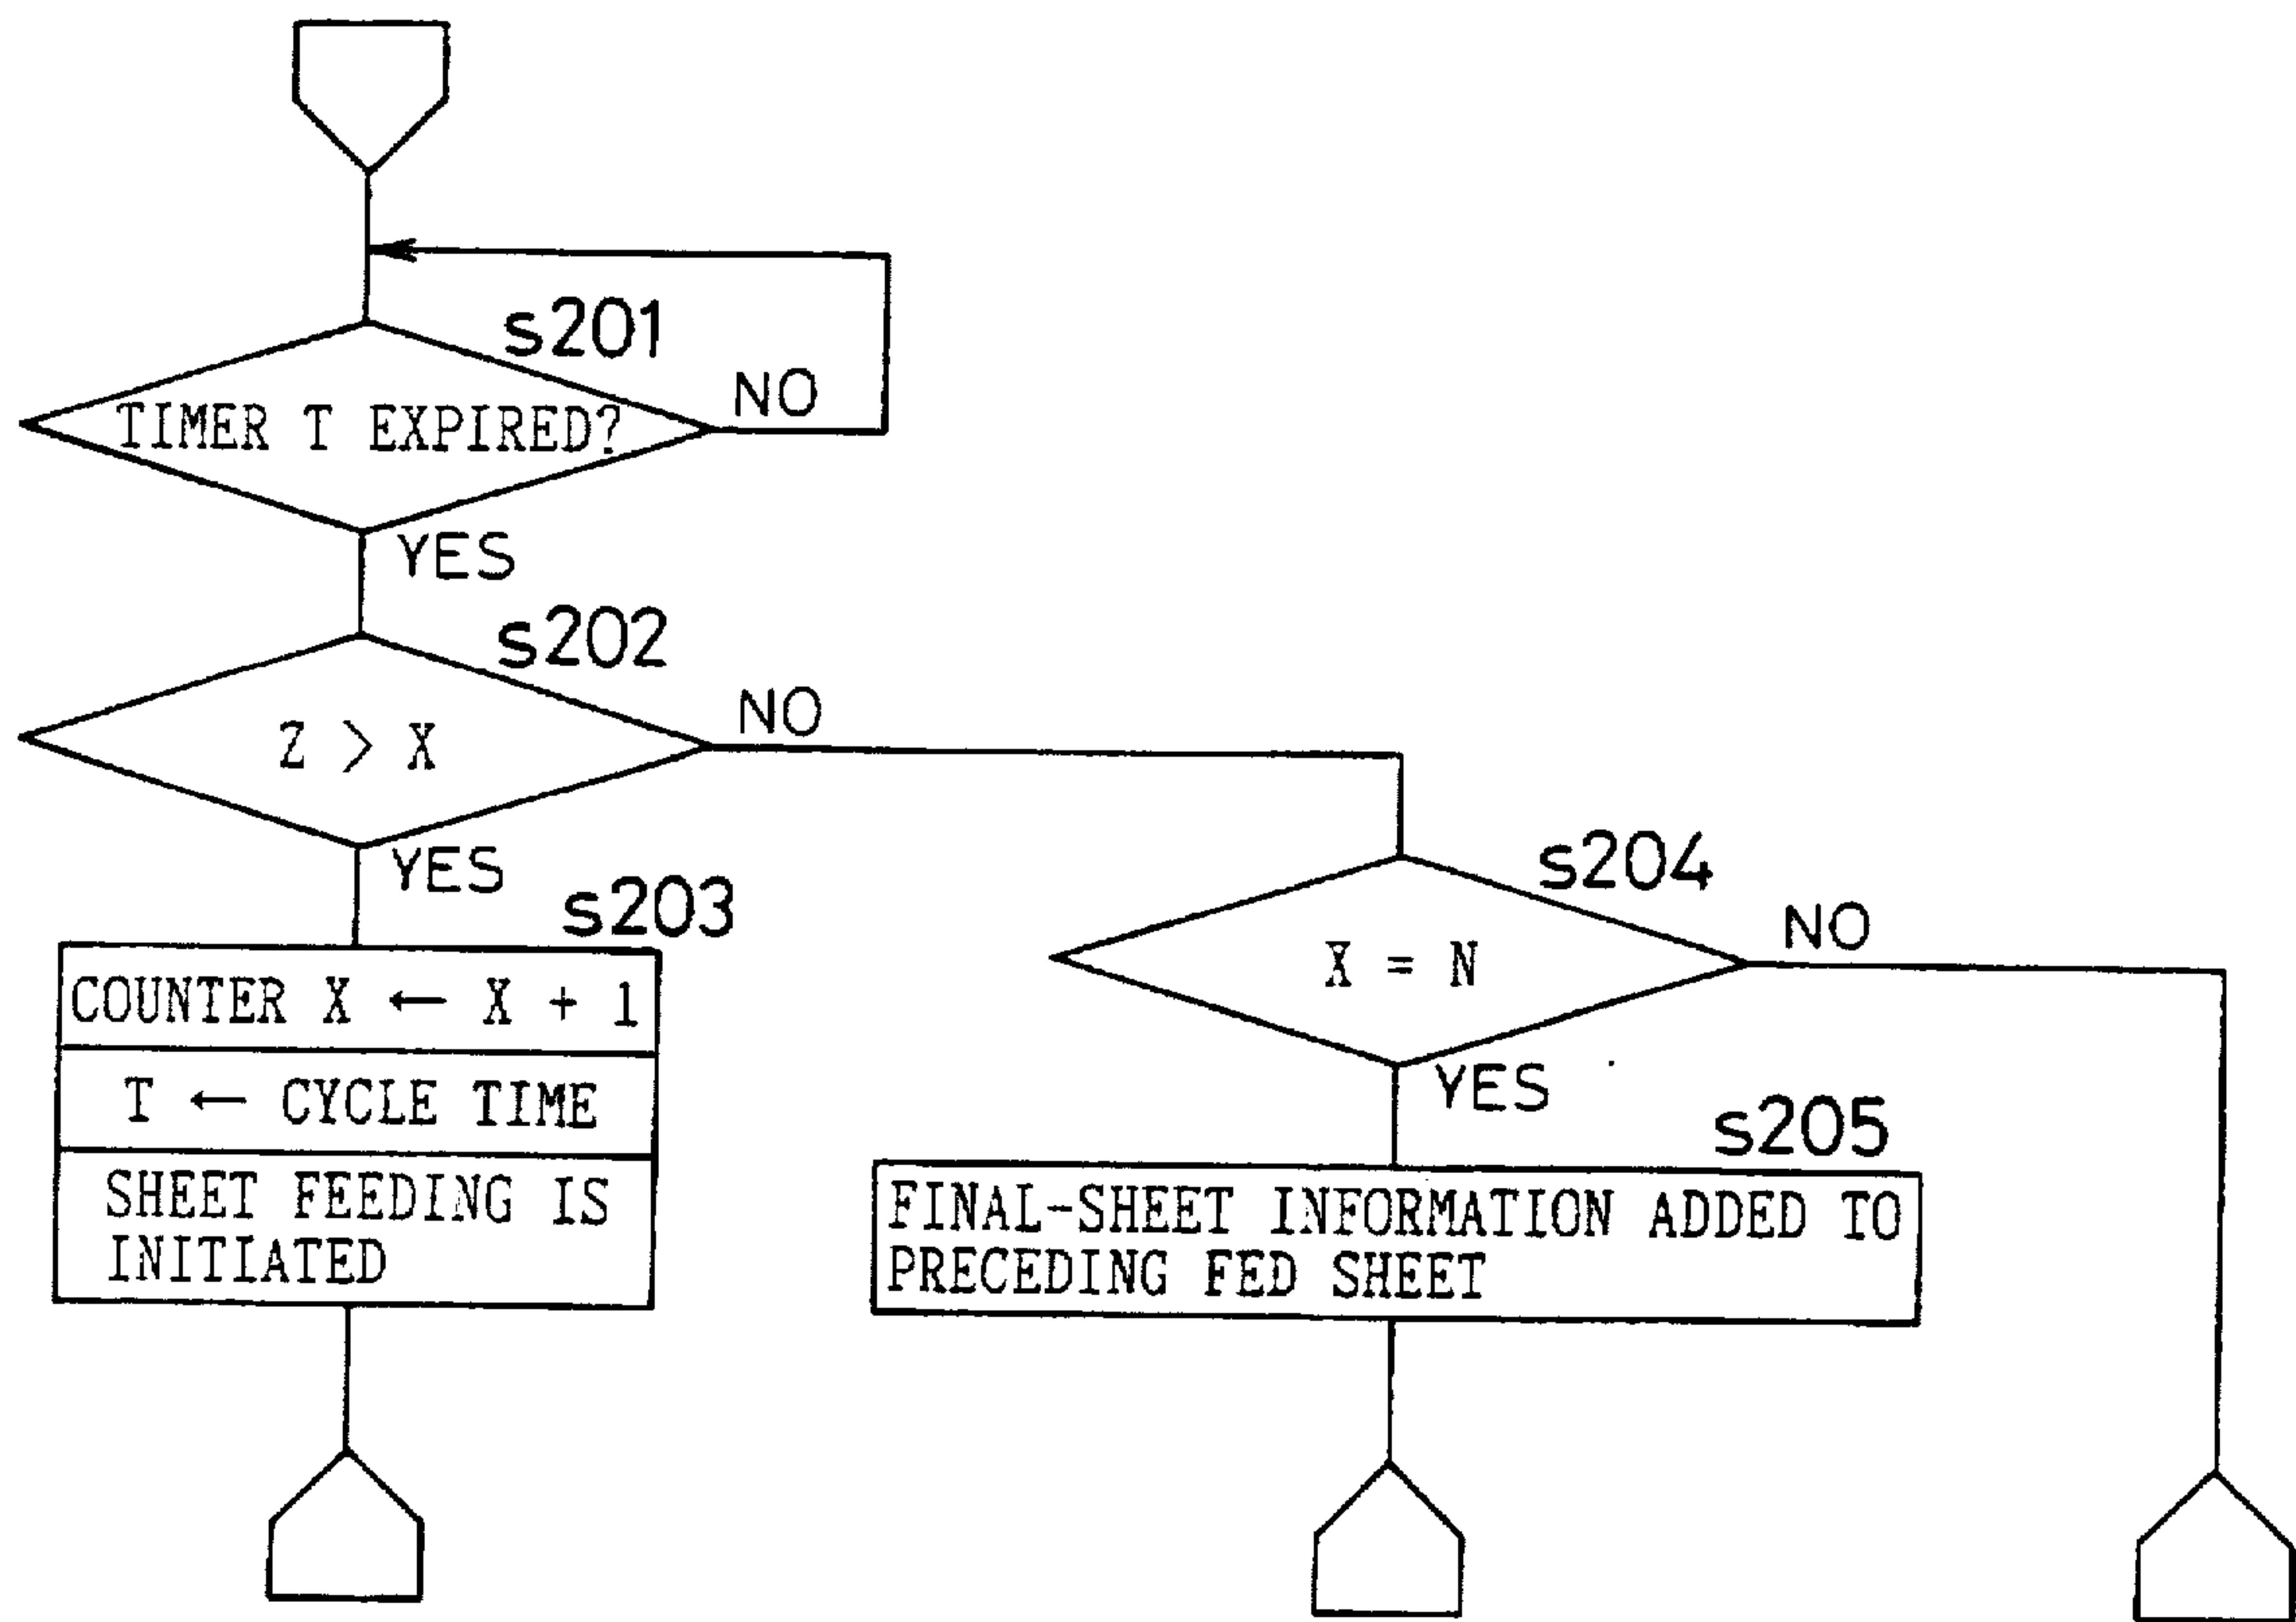 s201
TIMER T EXPIRED?
NO
YES
s202
Z > X
NO
YES
s203
COUNTER X ← X + 1
T ← CYCLE TIME
SHEET FEEDING IS
INITIATED
s204
X = N
NO
YES
s205
FINAL-SHEET INFORMATION ADDED TO
PRECEDING FED SHEET